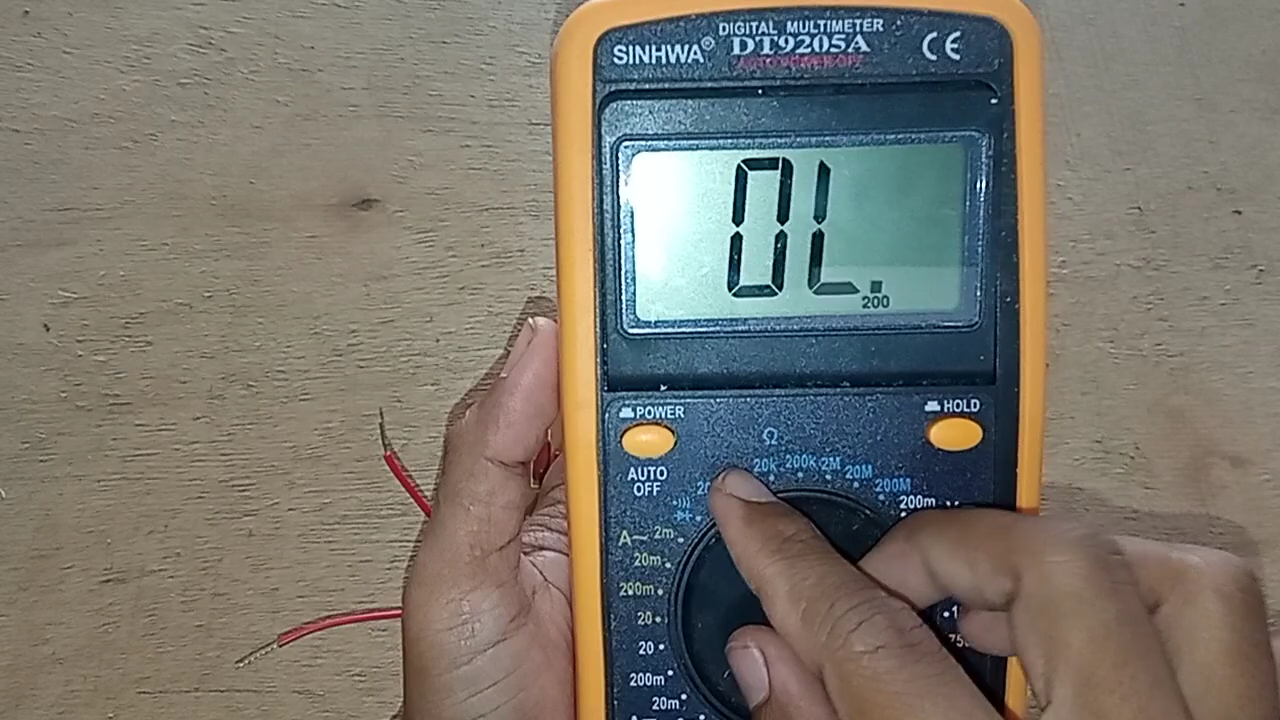 DIGITAL MULTIMETER
SINHWA® DT9205A CE
AUTO POWER OFF
OL.
200
POWER
HOLD
Ω
AUTO
OFF
20k 200k 2M 20M 200M
200m
A~ 2m
20m
200m
20
20
200m
20m